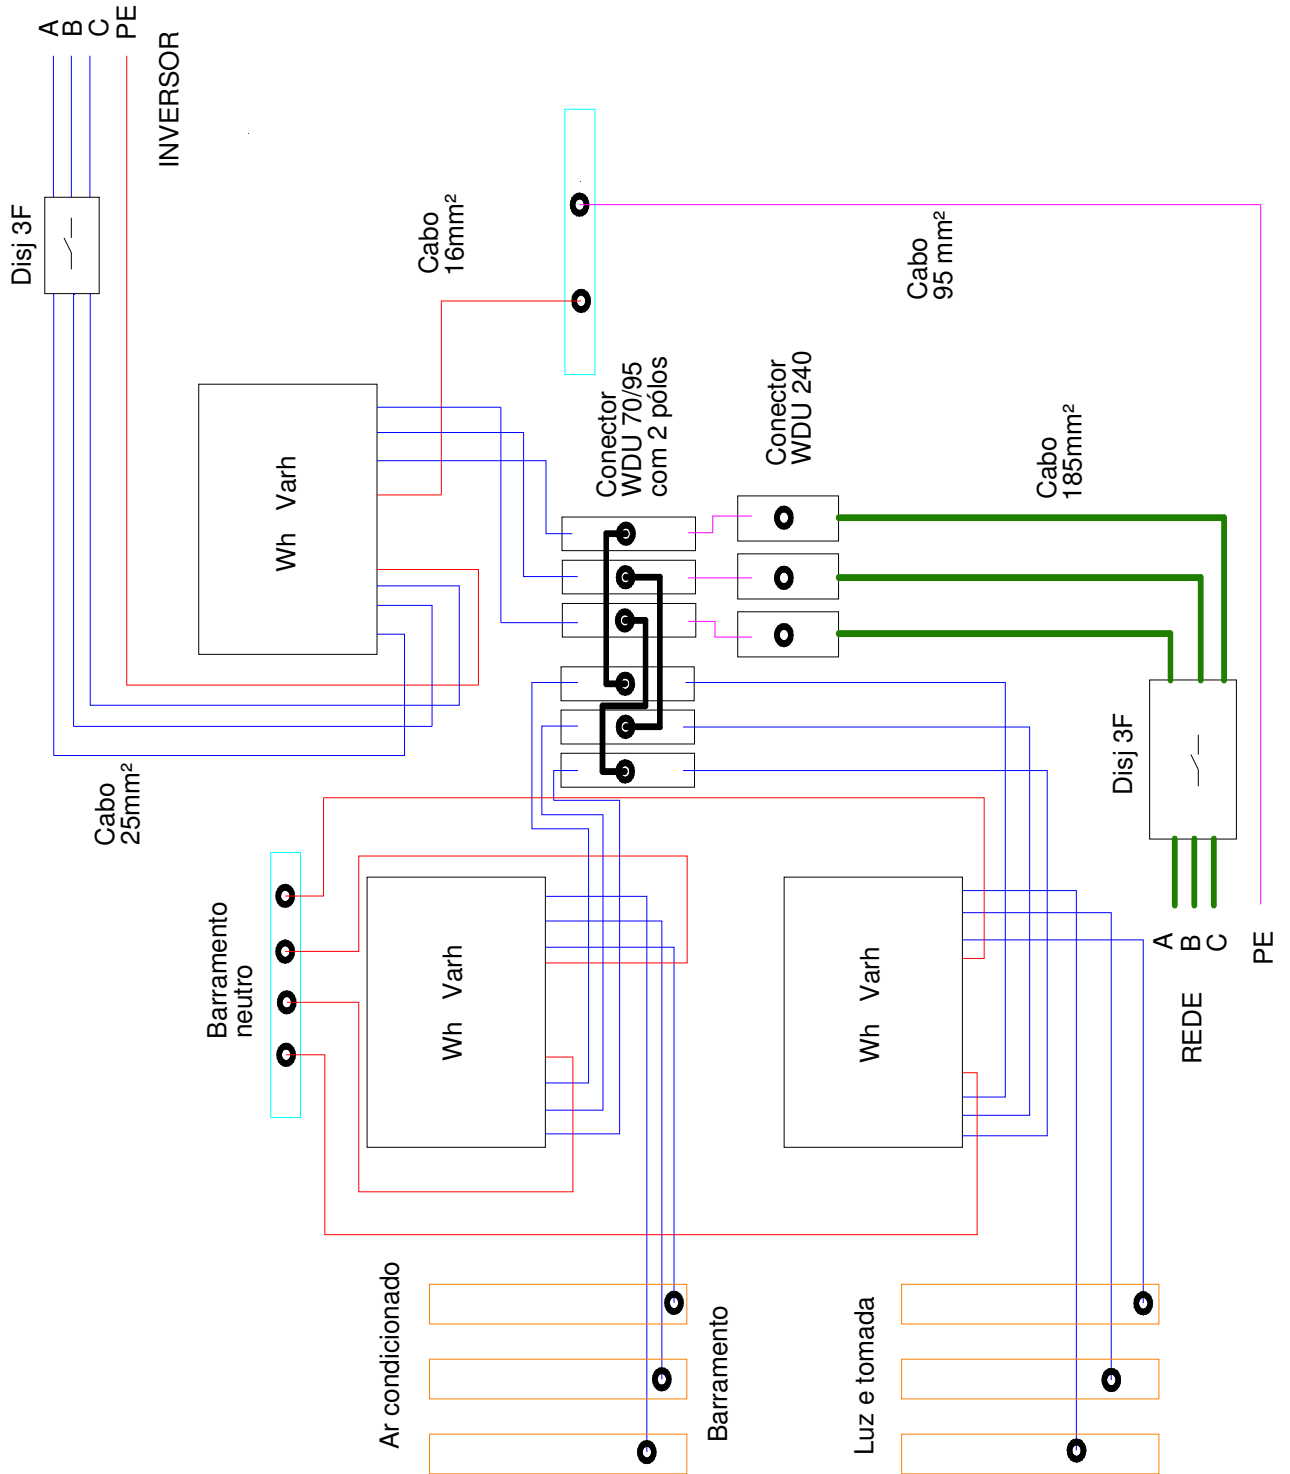 A
B
C
PE
INVERSOR
Disj 3F
Cabo
16mm²
Cabo
95 mm²
Wh Varh
Conector
WDU 70/95
com 2 pólos
Conector
WDU 240
Cabo
185mm²
Cabo
25mm²
Disj 3F
Barramento
neutro
Wh Varh
Wh Varh
A
B
C
PE
REDE
Ar condicionado
Barramento
Luz e tomada